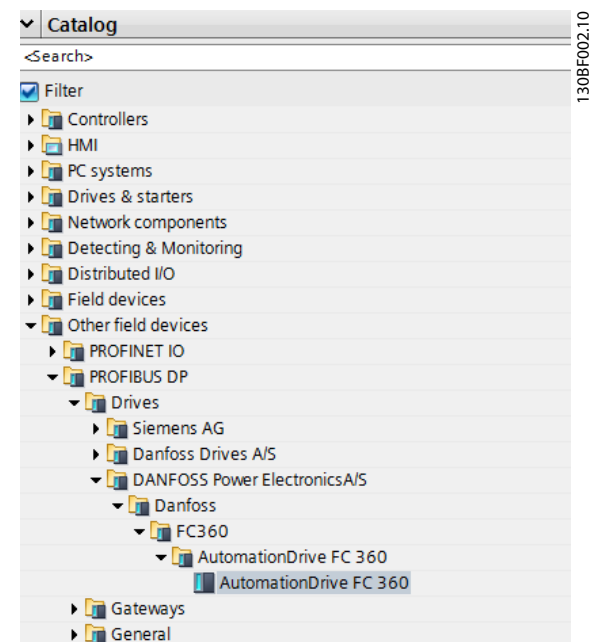 Catalog
<Search>
Filter
Controllers
HMI
PC systems
Drives & starters
Network components
Detecting & Monitoring
Distributed I/O
Field devices
Other field devices
PROFINET IO
PROFIBUS DP
Drives
Siemens AG
Danfoss Drives A/S
DANFOSS Power ElectronicsA/S
Danfoss
FC360
AutomationDrive FC 360
AutomationDrive FC 360
Gateways
General
130BF002.10